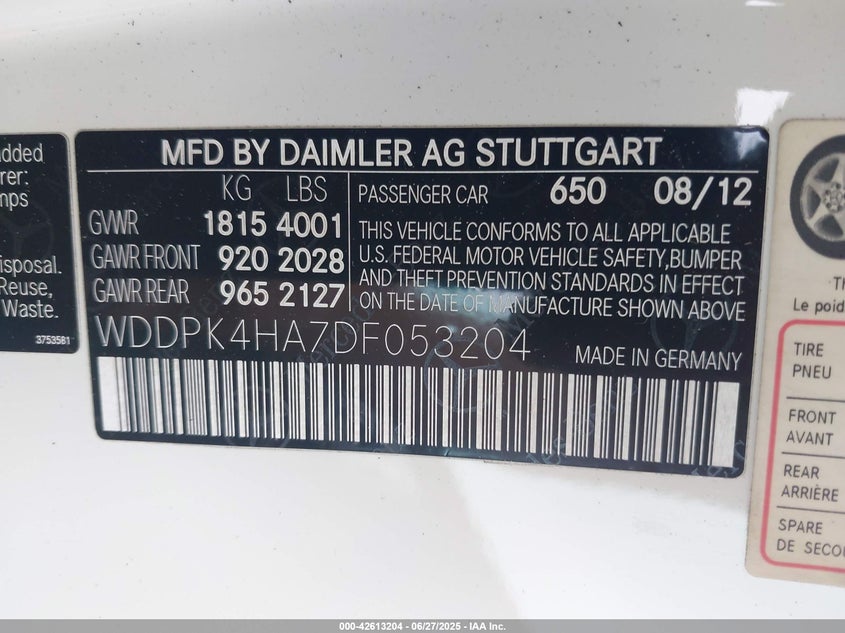 dded
rer:
mps
isposal.
Reuse,
Waste.
3753581
MFD BY DAIMLER AG STUTTGART
KG LBS
GVWR 1815 4001
GAWR FRONT 920 2028
GAWR REAR 965 2127
PASSENGER CAR 650 08/12
THIS VEHICLE CONFORMS TO ALL APPLICABLE
U.S. FEDERAL MOTOR VEHICLE SAFETY,BUMPER
AND THEFT PREVENTION STANDARDS IN EFFECT
ON THE DATE OF MANUFACTURE SHOWN ABOVE
WDDPK4HA7DF053204 MADE IN GERMANY
Th
Le poid
TIRE
PNEU
FRONT
AVANT
REAR
ARRIÈRE
SPARE
DE SECO
000-42613204 | 06/27/2025 - IAA Inc.